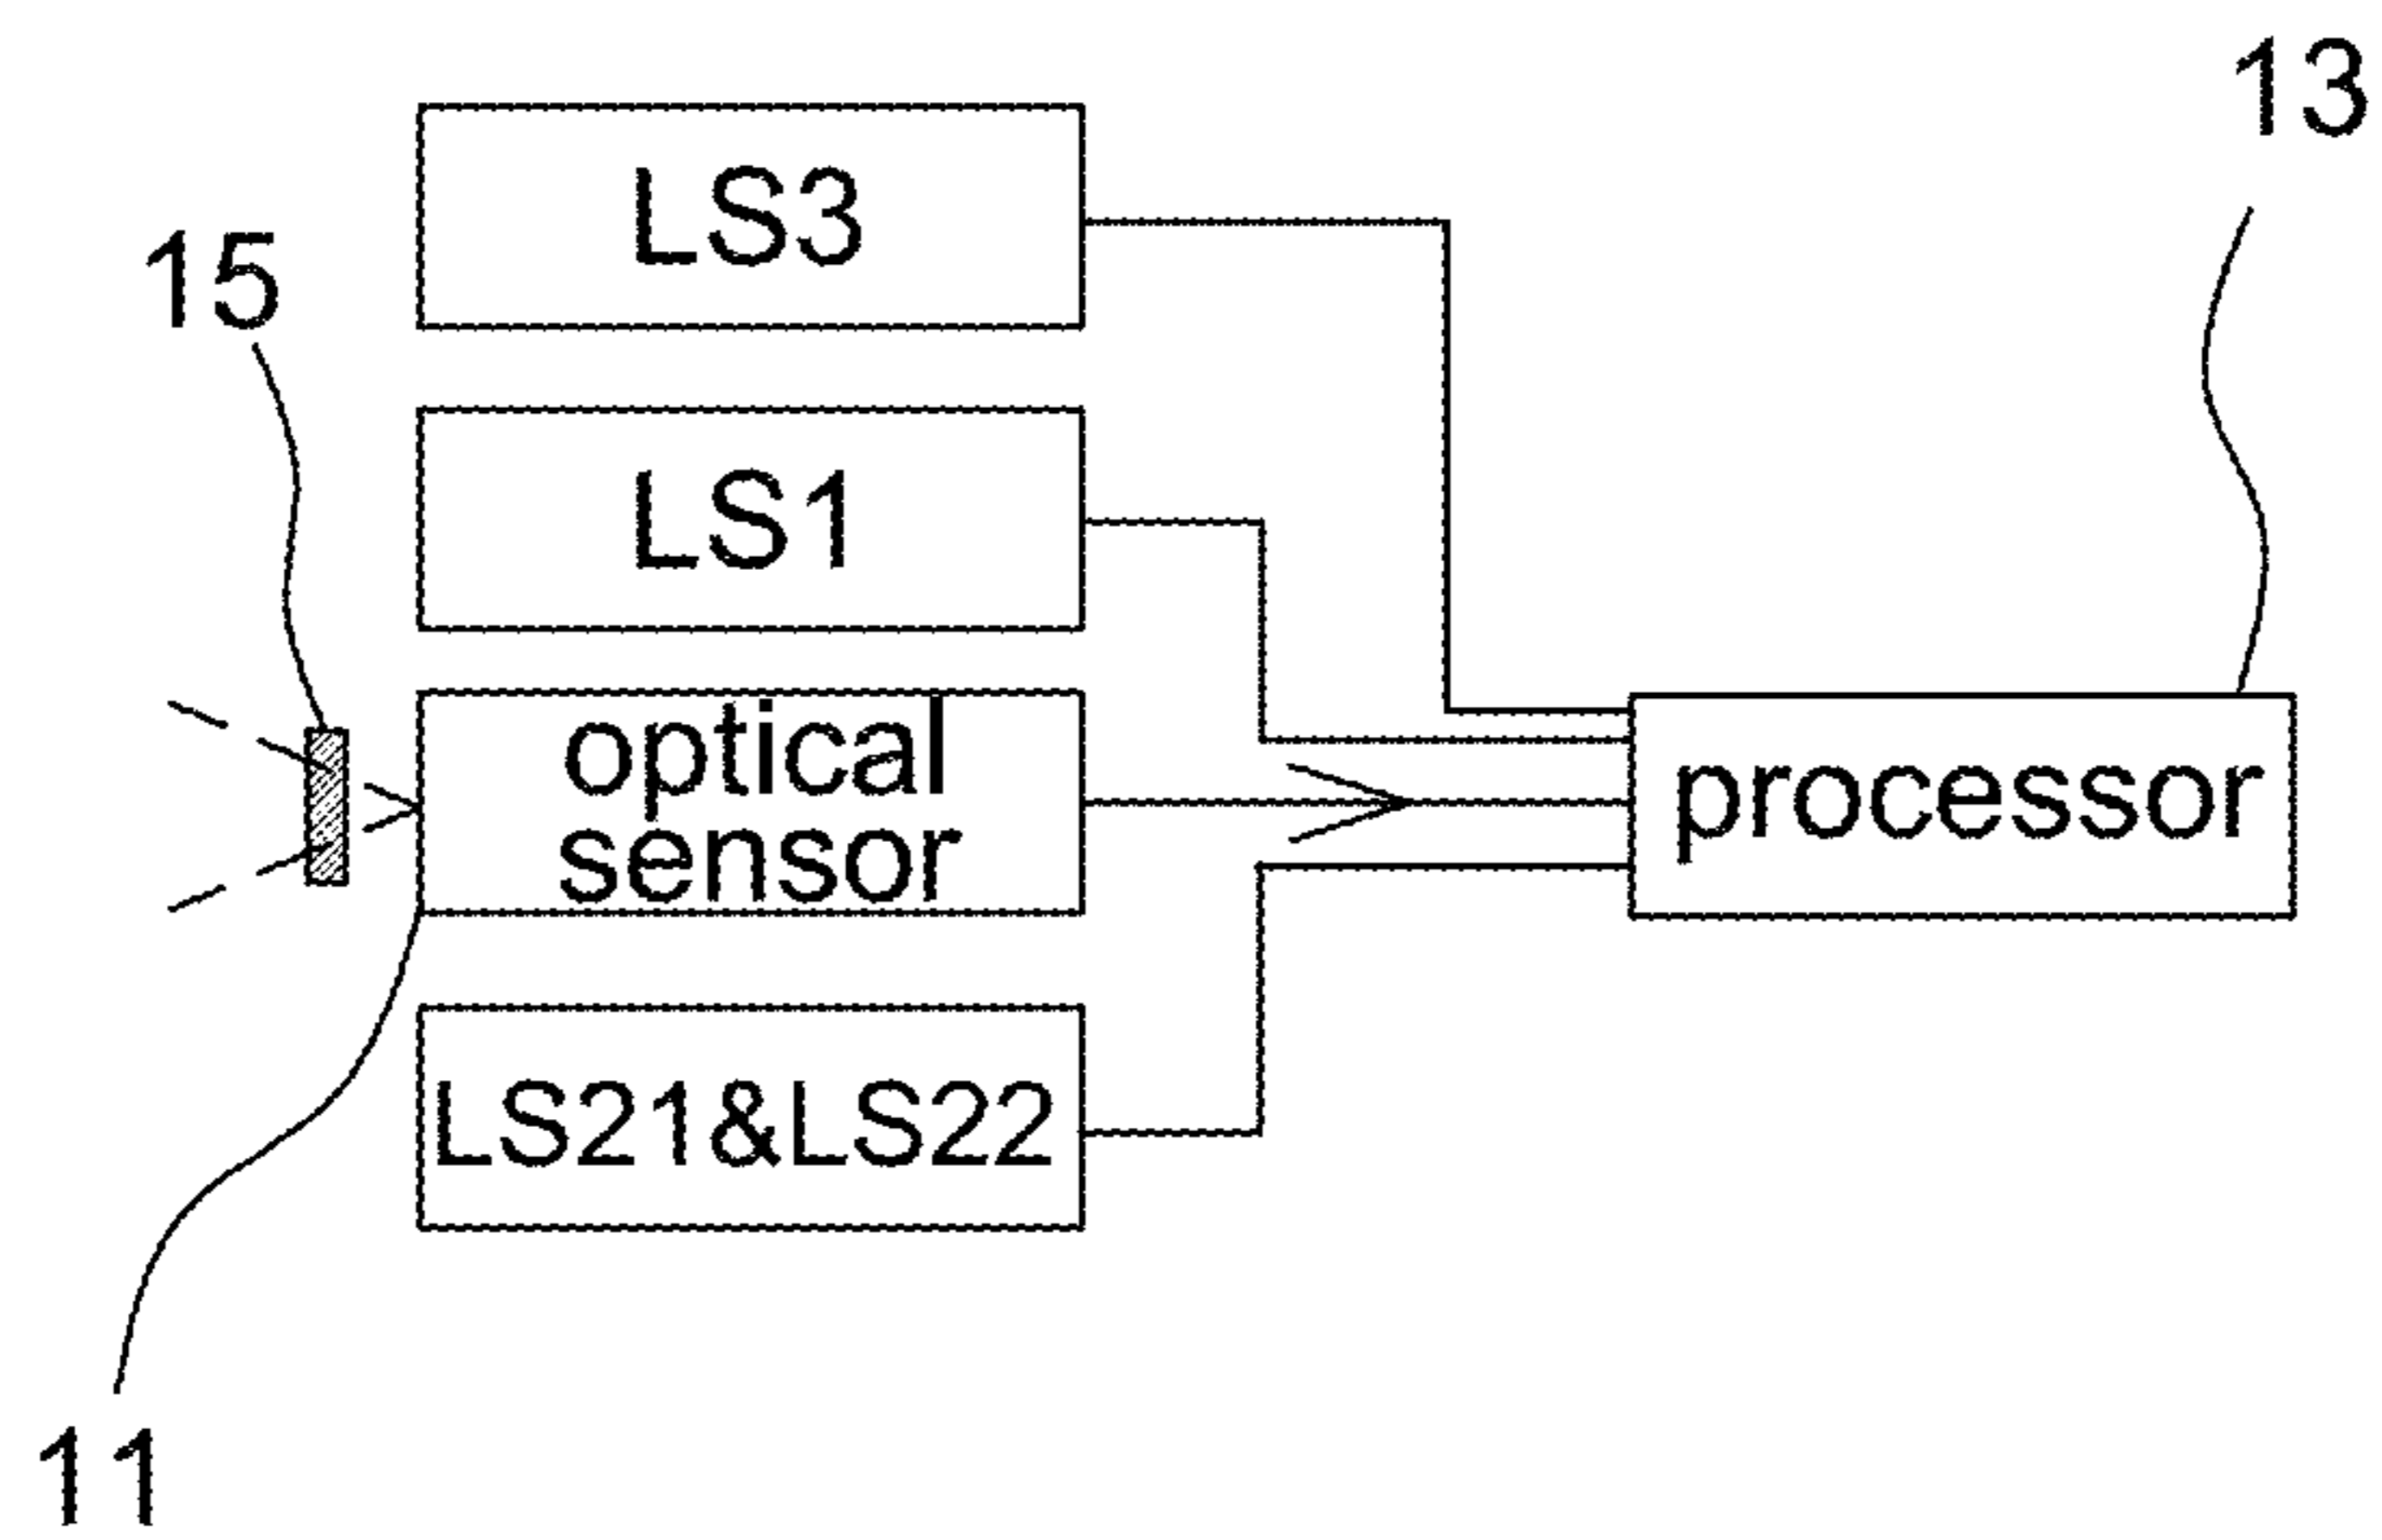 13
LS3
15
LS1
optical
sensor
processor
LS21&LS22
11